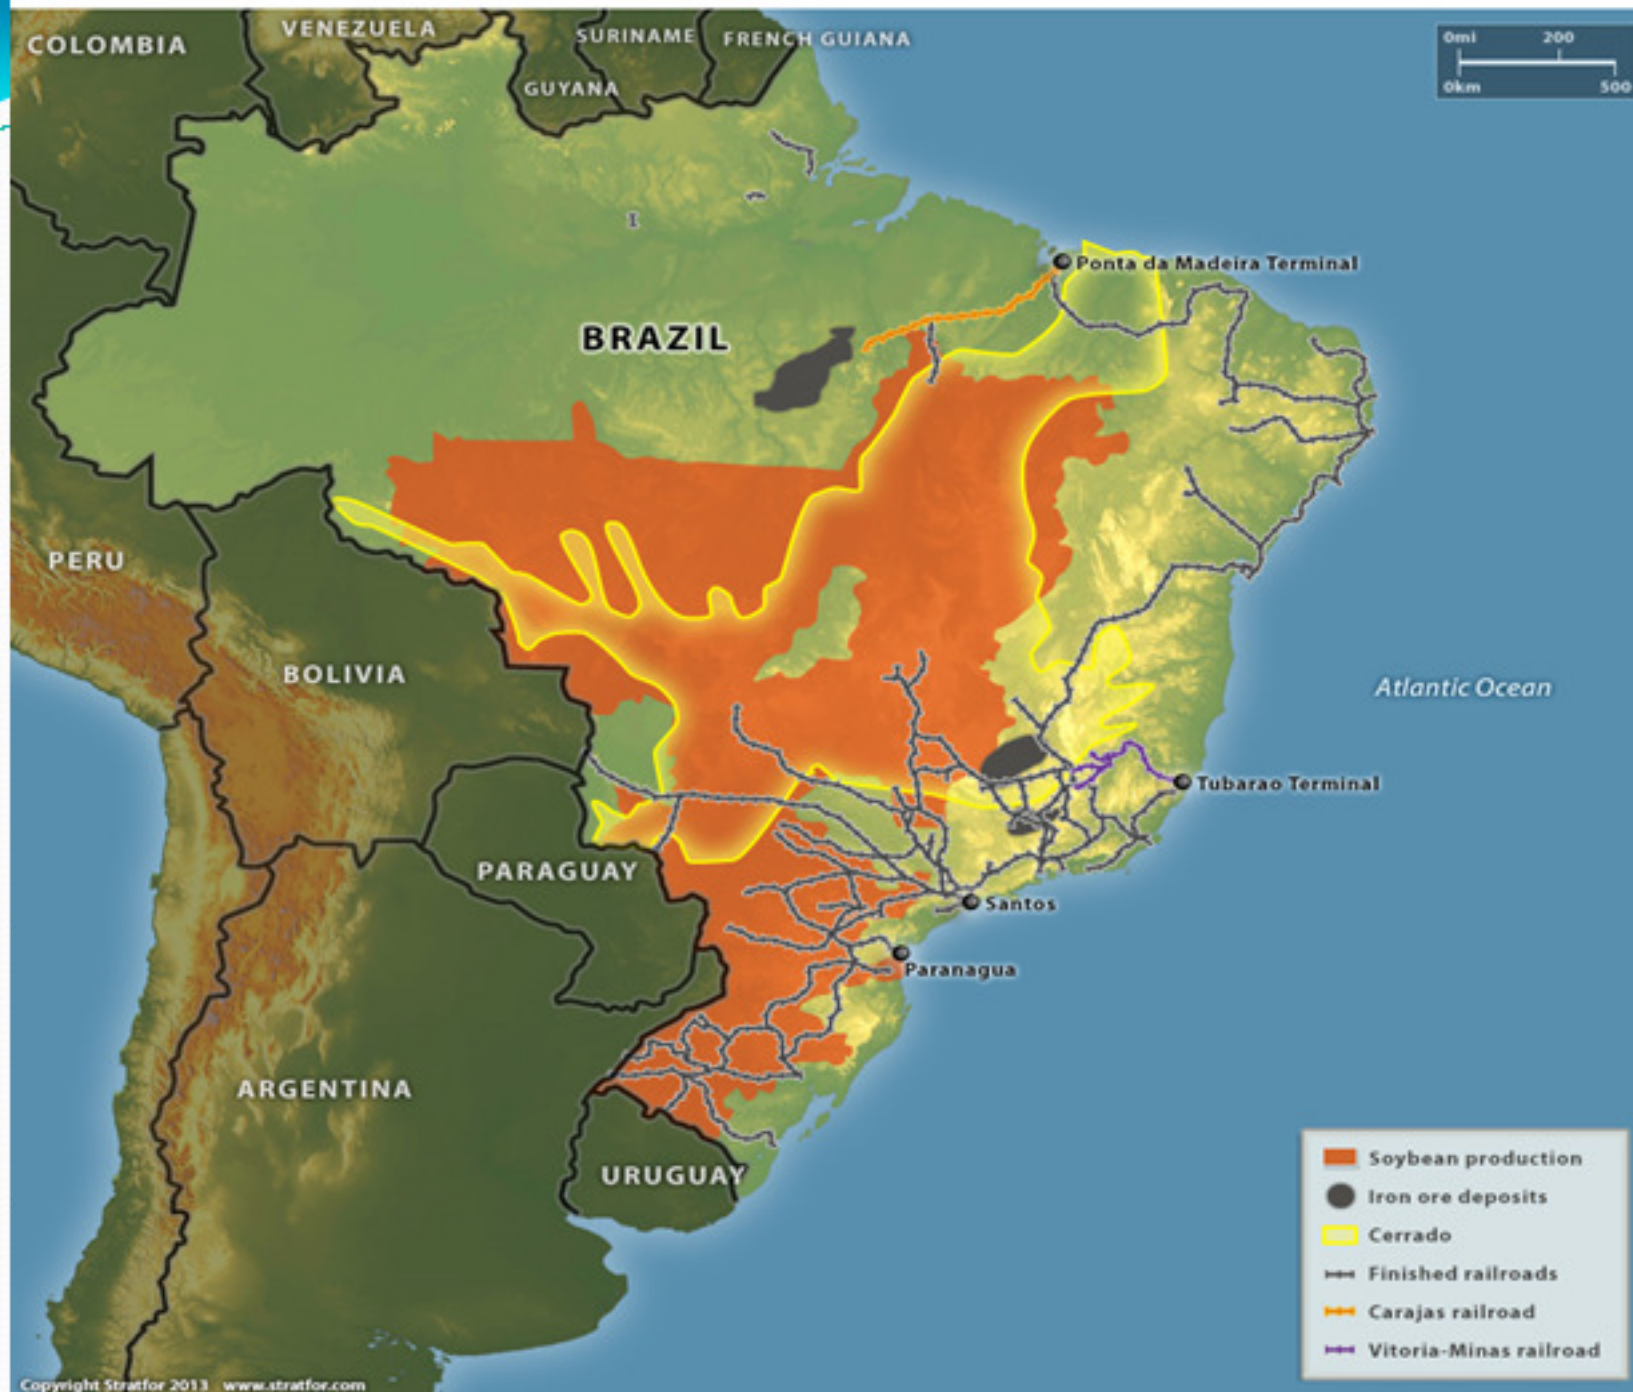 COLOMBIA
VENEZUELA
SURINAME
FRENCH GUIANA
GUYANA
0mi 200
0km 500
Ponta da Madeira Terminal
BRAZIL
PERU
BOLIVIA
Atlantic Ocean
Tubarao Terminal
PARAGUAY
Santos
Paranagua
ARGENTINA
URUGUAY
Soybean production
Iron ore deposits
Cerrado
Finished railroads
Carajas railroad
Vitoria-Minas railroad
Copyright Stratfor 2013 www.stratfor.com